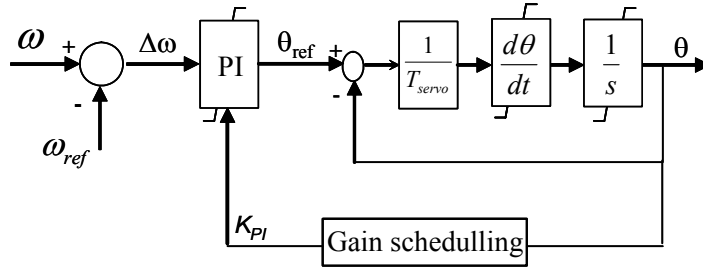 ω + Δω PI θref + 1 / Tservo dθ / dt 1 / s θ
- -
ωref
KPI Gain schedulling